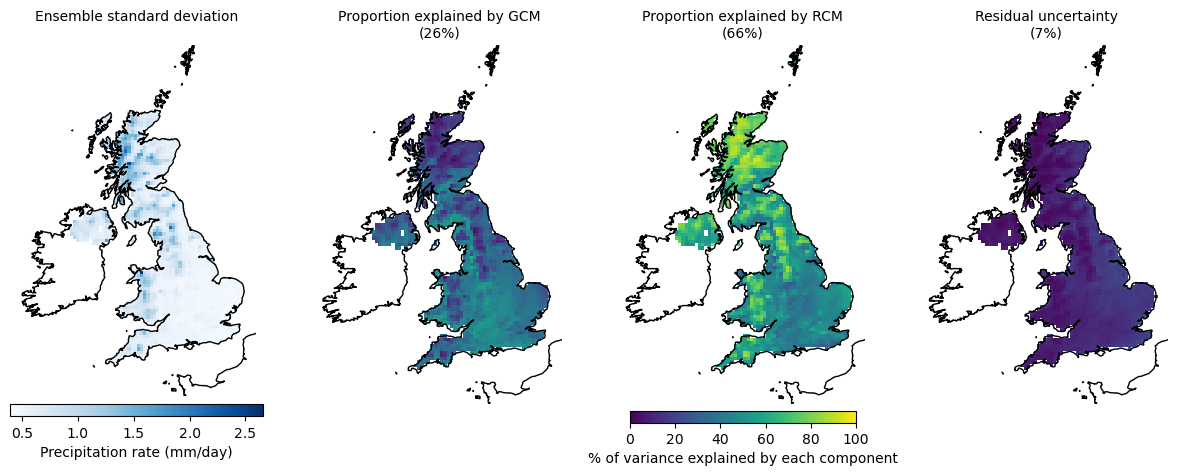 Ensemble standard deviation
Proportion explained by GCM
(26%)
Proportion explained by RCM
(66%)
Residual uncertainty
(7%)
0.5 1.0 1.5 2.0 2.5
Precipitation rate (mm/day)
0 20 40 60 80 100
% of variance explained by each component